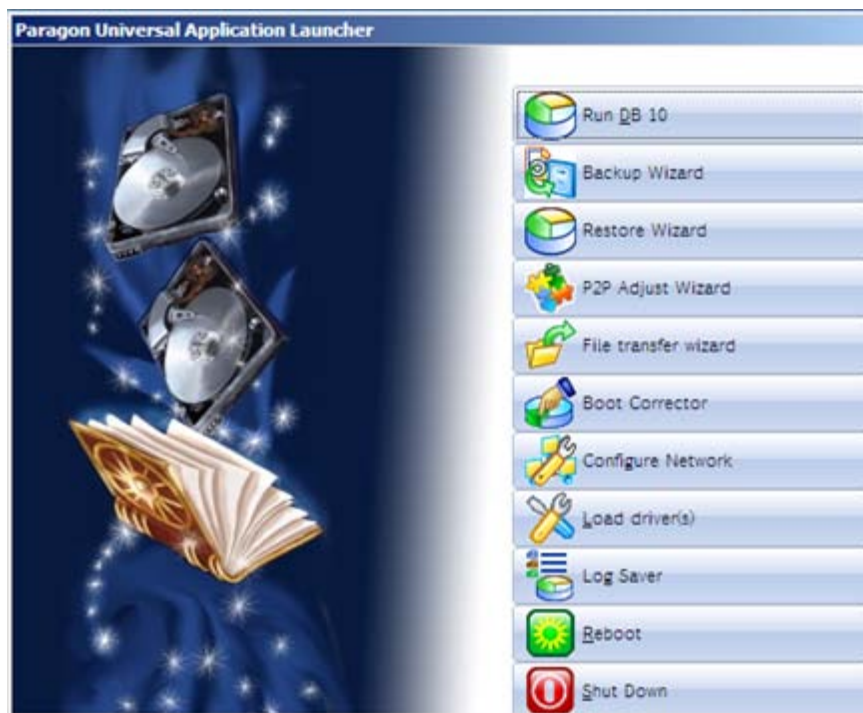 Paragon Universal Application Launcher
Run DB 10
Backup Wizard
Restore Wizard
P2P Adjust Wizard
File transfer wizard
Boot Corrector
Configure Network
Load driver(s)
Log Saver
Reboot
Shut Down